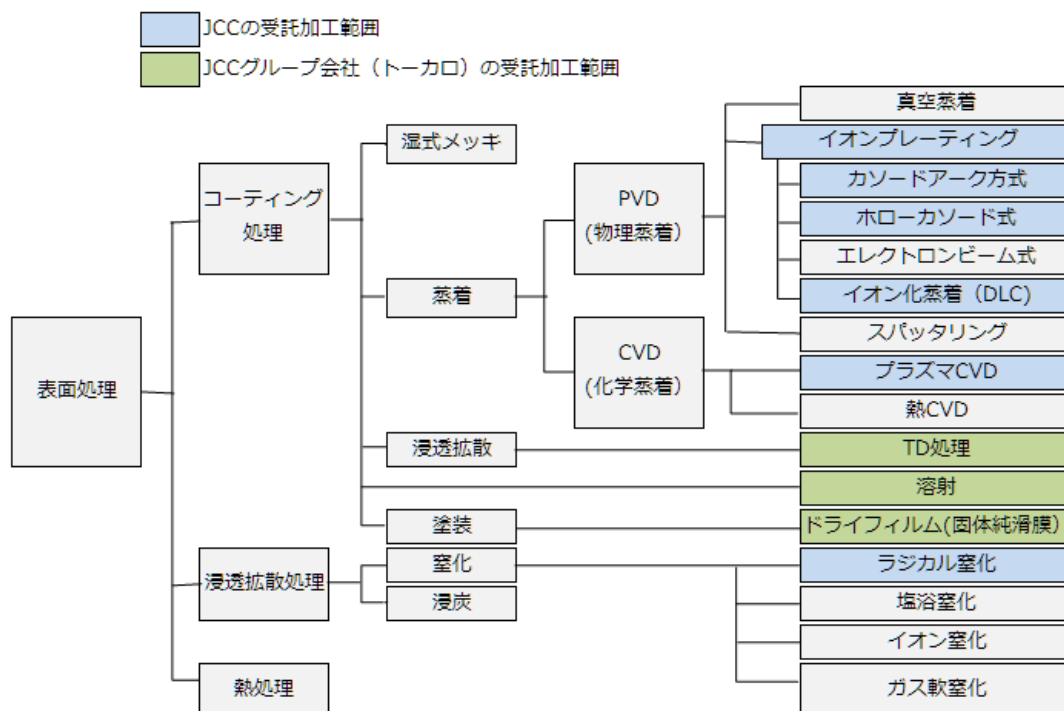 JCCの受託加工範囲
JCCグループ会社（トーカロ）の受託加工範囲
表面処理
コーティング
処理
湿式メッキ
蒸着
PVD
(物理蒸着）
真空蒸着
イオンプレーティング
カソードアーク方式
ホローカソード式
エレクトロンビーム式
イオン化蒸着（DLC)
スパッタリング
CVD
(化学蒸着）
プラズマCVD
熱CVD
浸透拡散
TD処理
溶射
塗装
ドライフィルム(固体純滑膜）
浸透拡散処理
窒化
ラジカル窒化
塩浴窒化
イオン窒化
ガス軟窒化
浸炭
熱処理